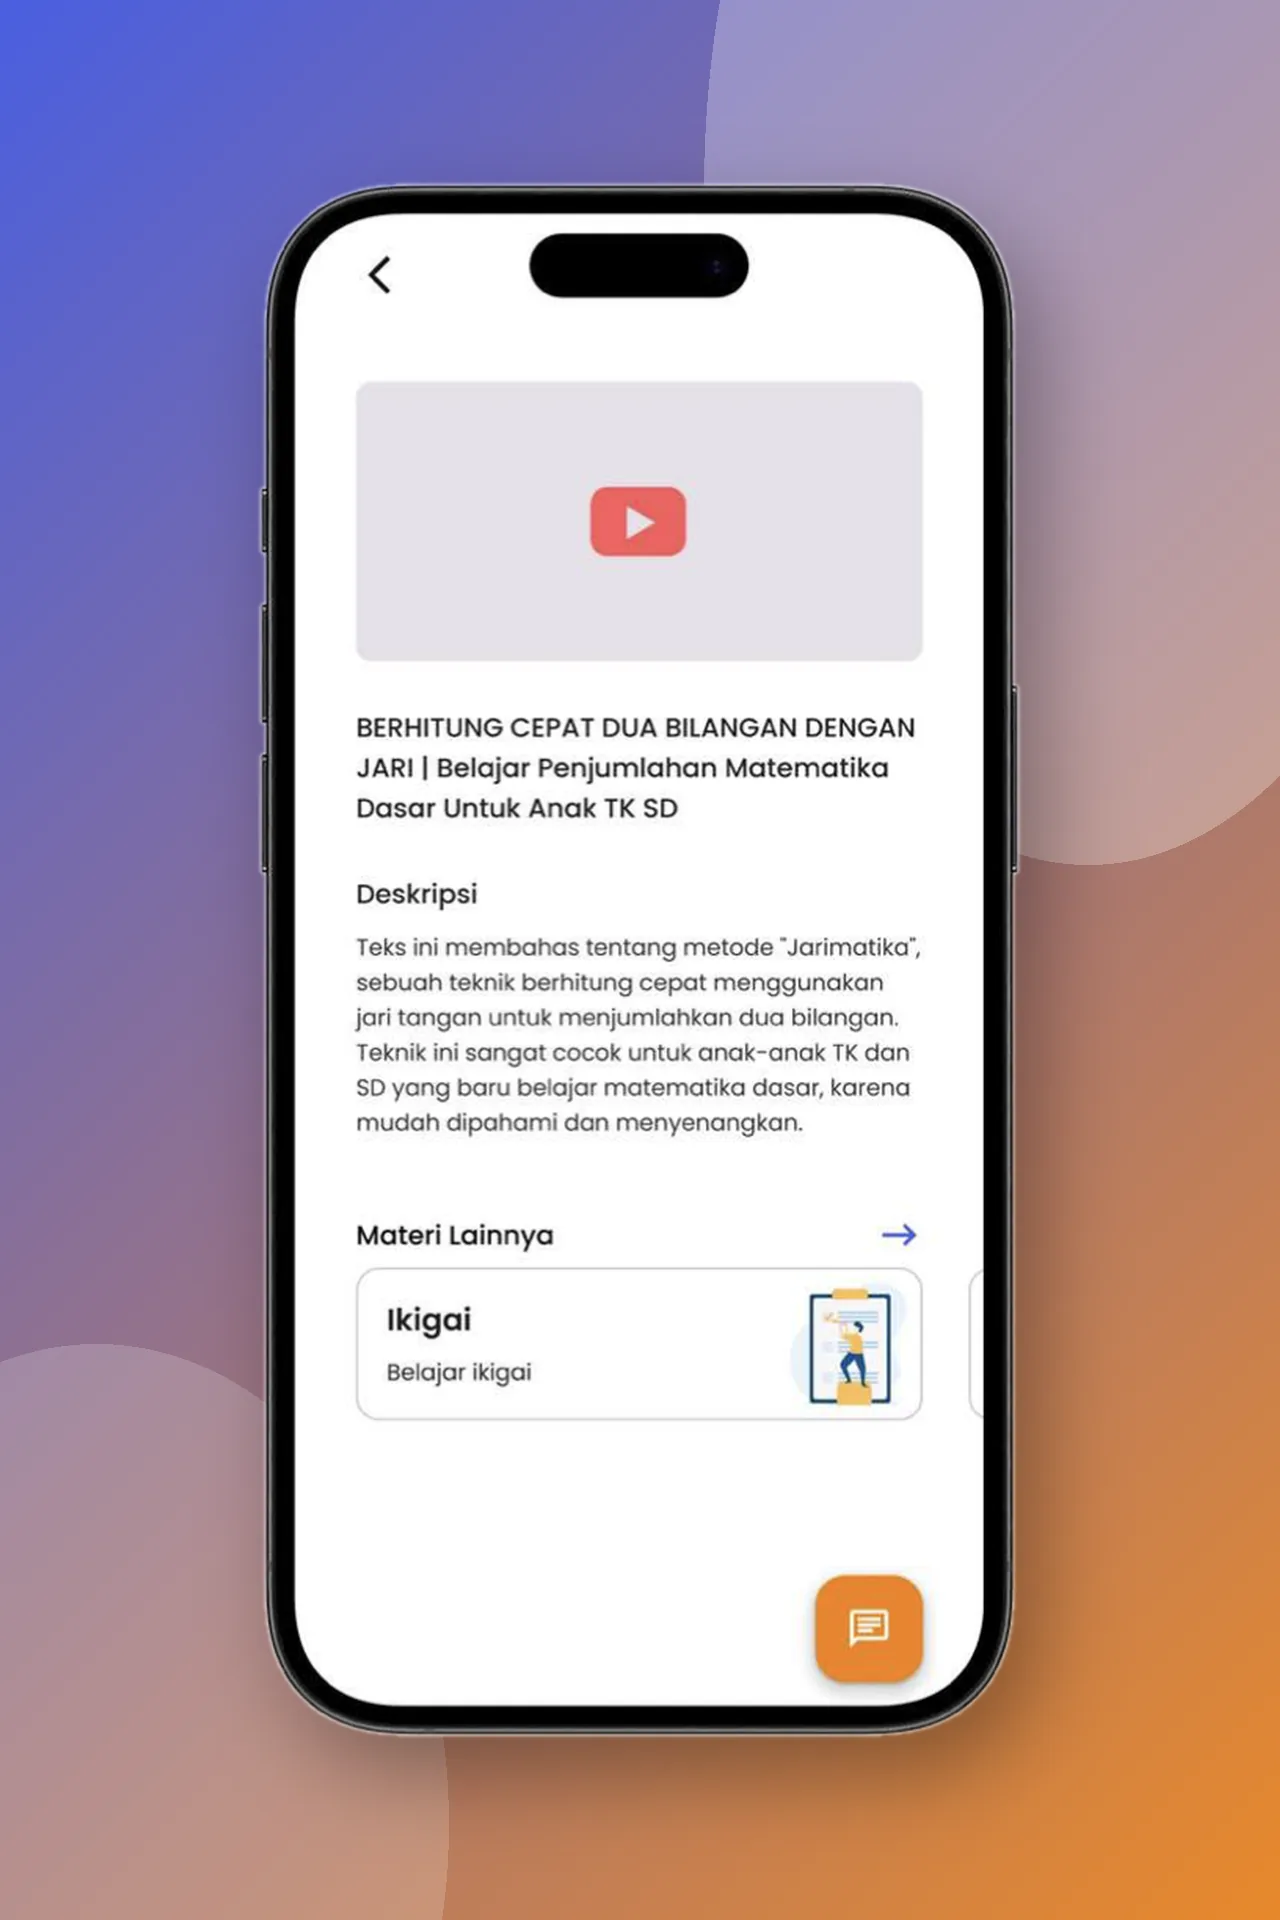 BERHITUNG CEPAT DUA BILANGAN DENGAN
JARI | Belajar Penjumlahan Matematika
Dasar Untuk Anak TK SD
Deskripsi
Teks ini membahas tentang metode "Jarimatika",
sebuah teknik berhitung cepat menggunakan
jari tangan untuk menjumlahkan dua bilangan.
Teknik ini sangat cocok untuk anak-anak TK dan
SD yang baru belajar matematika dasar, karena
mudah dipahami dan menyenangkan.
Materi Lainnya
Ikigai
Belajar ikigai